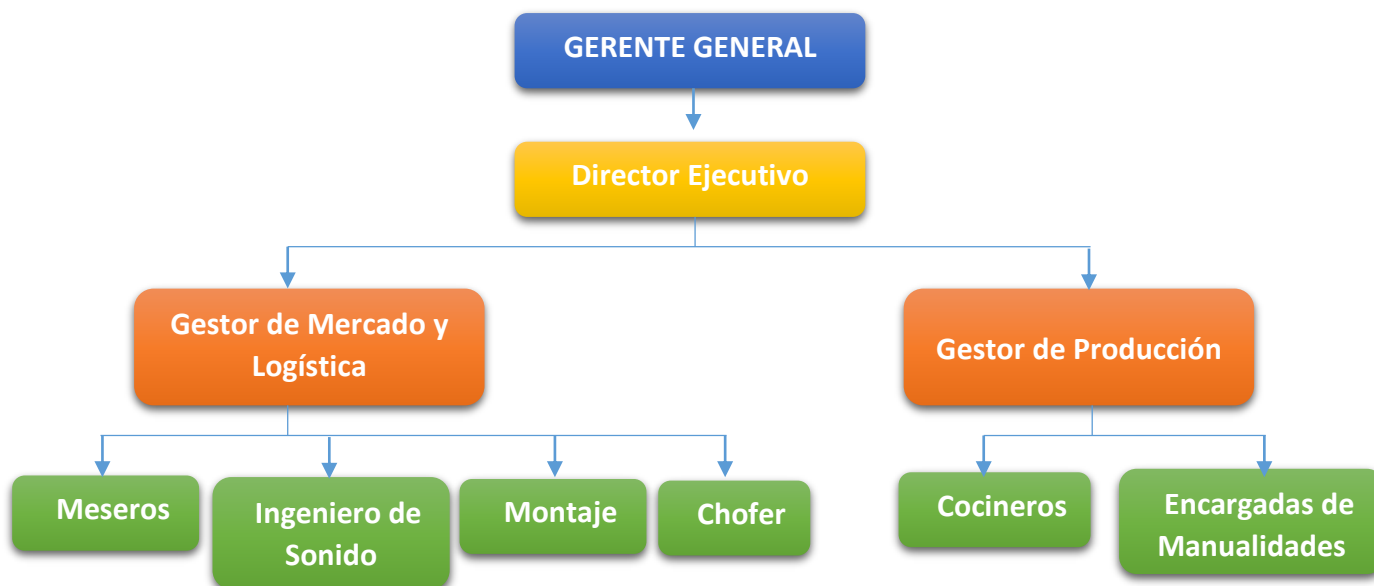 GERENTE GENERAL
Director Ejecutivo
Gestor de Mercado y
Logística
Gestor de Producción
Meseros
Ingeniero de
Sonido
Montaje
Chofer
Cocineros
Encargadas de
Manualidades